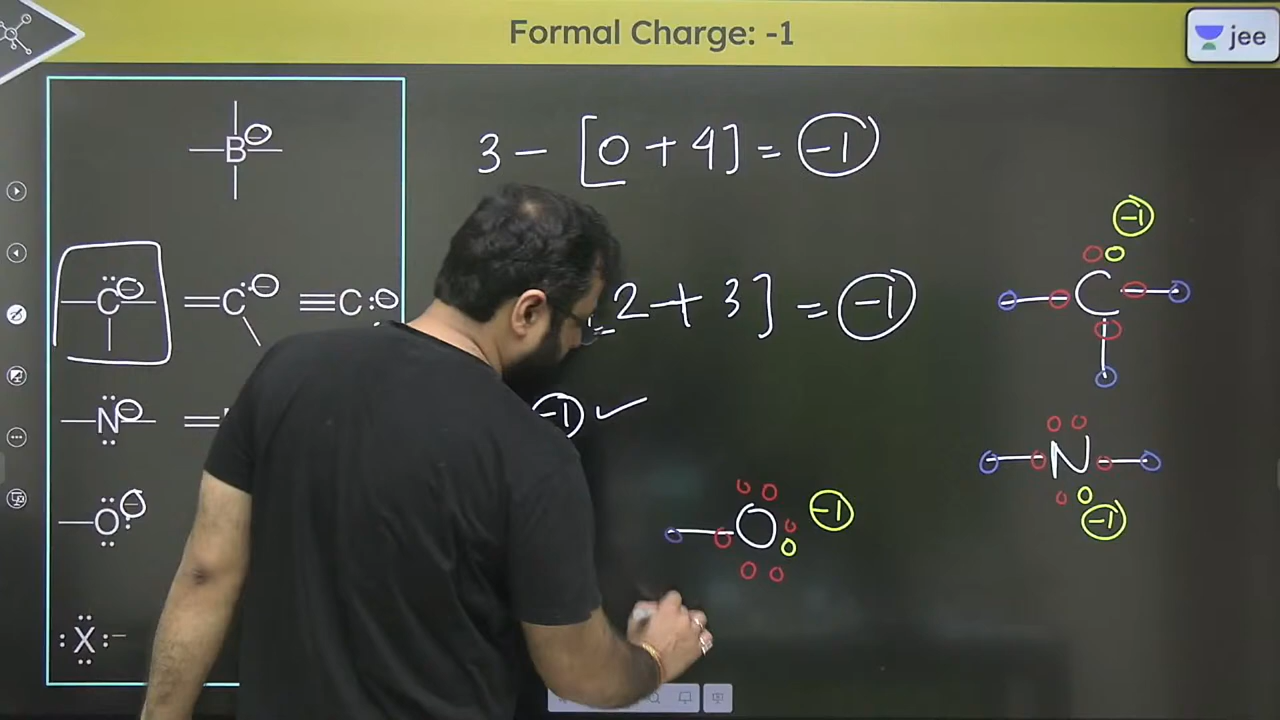 Formal Charge: -1
jee
B ⊖
3 - [0 + 4] = -1
-1
C ⊖ C ⊖ C ⊖
2 + 3] = -1
C
N ⊖
-1 ✓
N
-1
O ⊖
O -1
X −